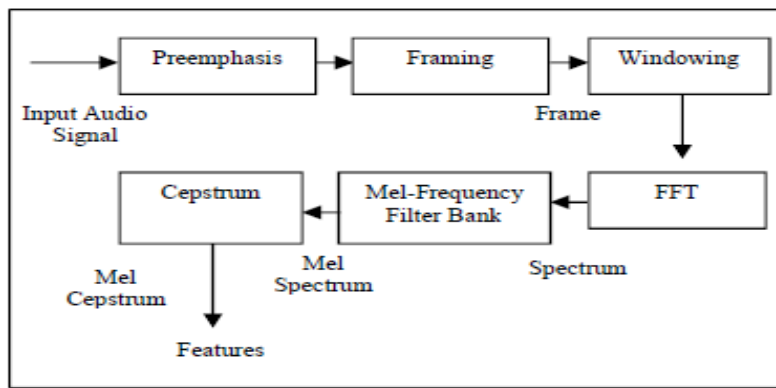 Preemphasis
Framing
Windowing
Input Audio
Signal
Frame
Cepstrum
Mel-Frequency
Filter Bank
FFT
Mel
Cepstrum
Mel
Spectrum
Spectrum
Features